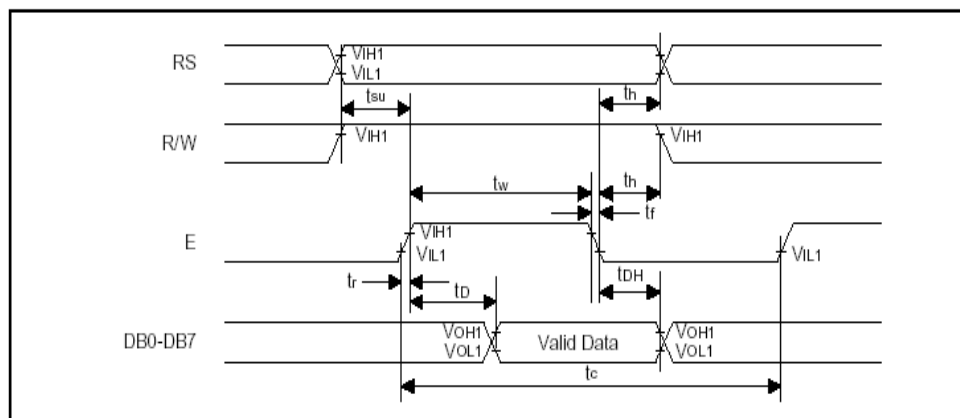 RS
VIH1
VIL1
tsu
th
R/W
VIH1
VIH1
tw
th
tf
E
VIH1
VIL1
VIL1
tr
tD
tDH
DB0-DB7
VOH1
VOL1
Valid Data
VOH1
VOL1
tc